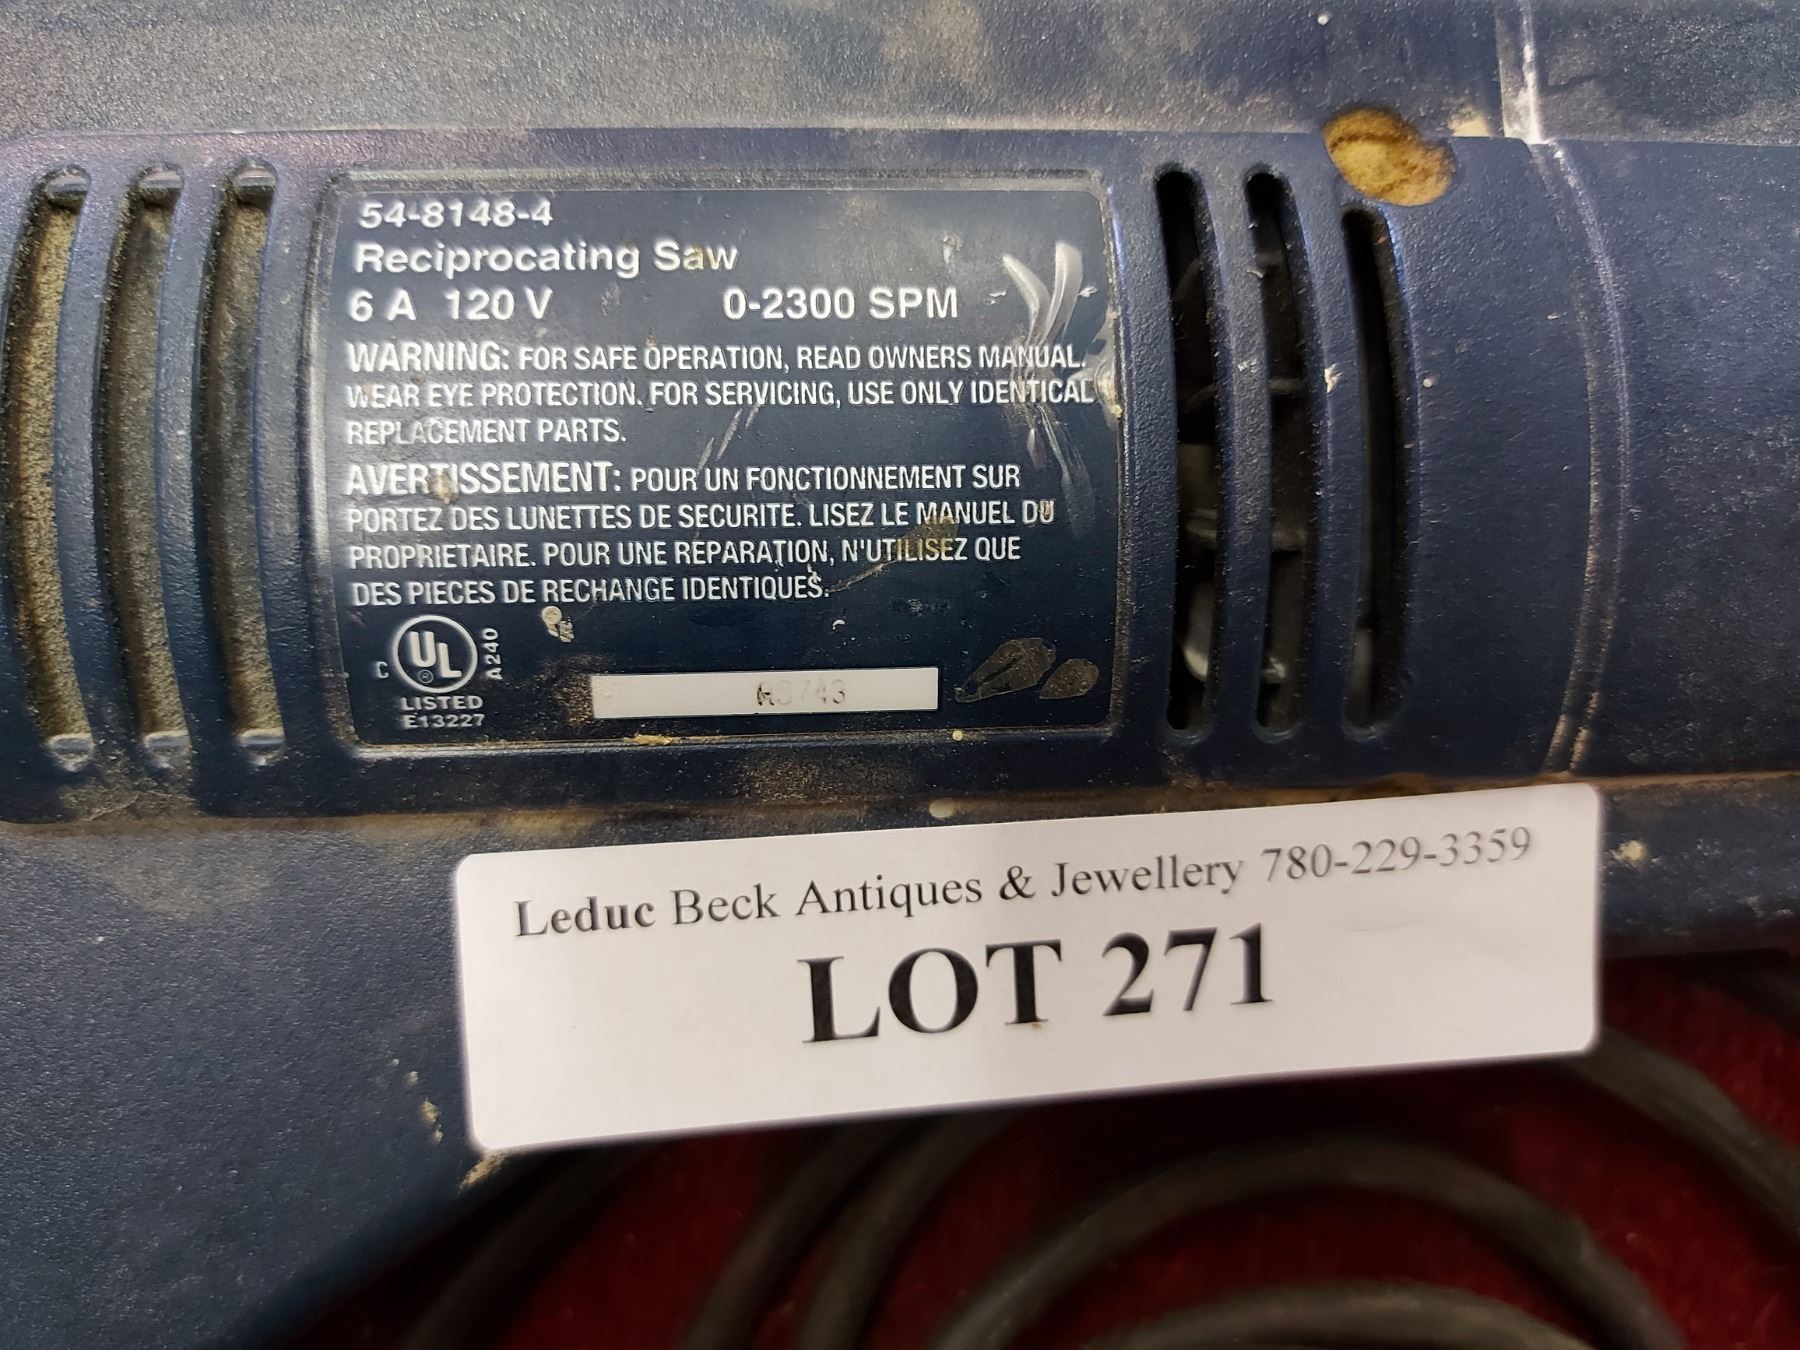 54-8148-4
Reciprocating Saw
6 A 120 V 0-2300 SPM
WARNING: FOR SAFE OPERATION, READ OWNERS MANUAL.
WEAR EYE PROTECTION. FOR SERVICING, USE ONLY IDENTICAL
REPLACEMENT PARTS.
AVERTISSEMENT: POUR UN FONCTIONNEMENT SUR
PORTEZ DES LUNETTES DE SECURITE. LISEZ LE MANUEL DU
PROPRIETAIRE. POUR UNE REPARATION, N'UTILISEZ QUE
DES PIECES DE RECHANGE IDENTIQUES.
C UL ® A240
LISTED
E13227
Leduc Beck Antiques & Jewellery 780-229-3359
LOT 271